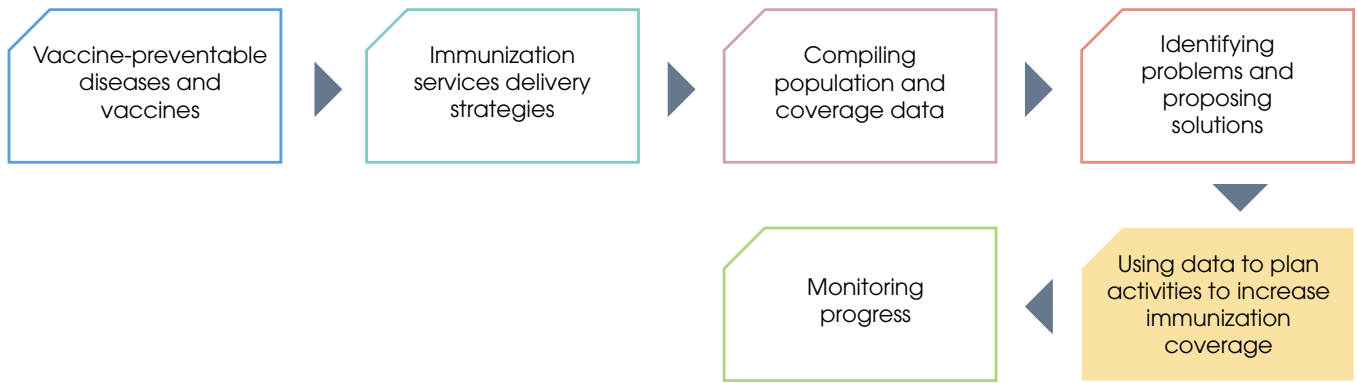 Vaccine-preventable
diseases and
vaccines
Immunization
services delivery
strategies
Compiling
population and
coverage data
Identifying
problems and
proposing
solutions
Using data to plan
activities to increase
immunization
coverage
Monitoring
progress